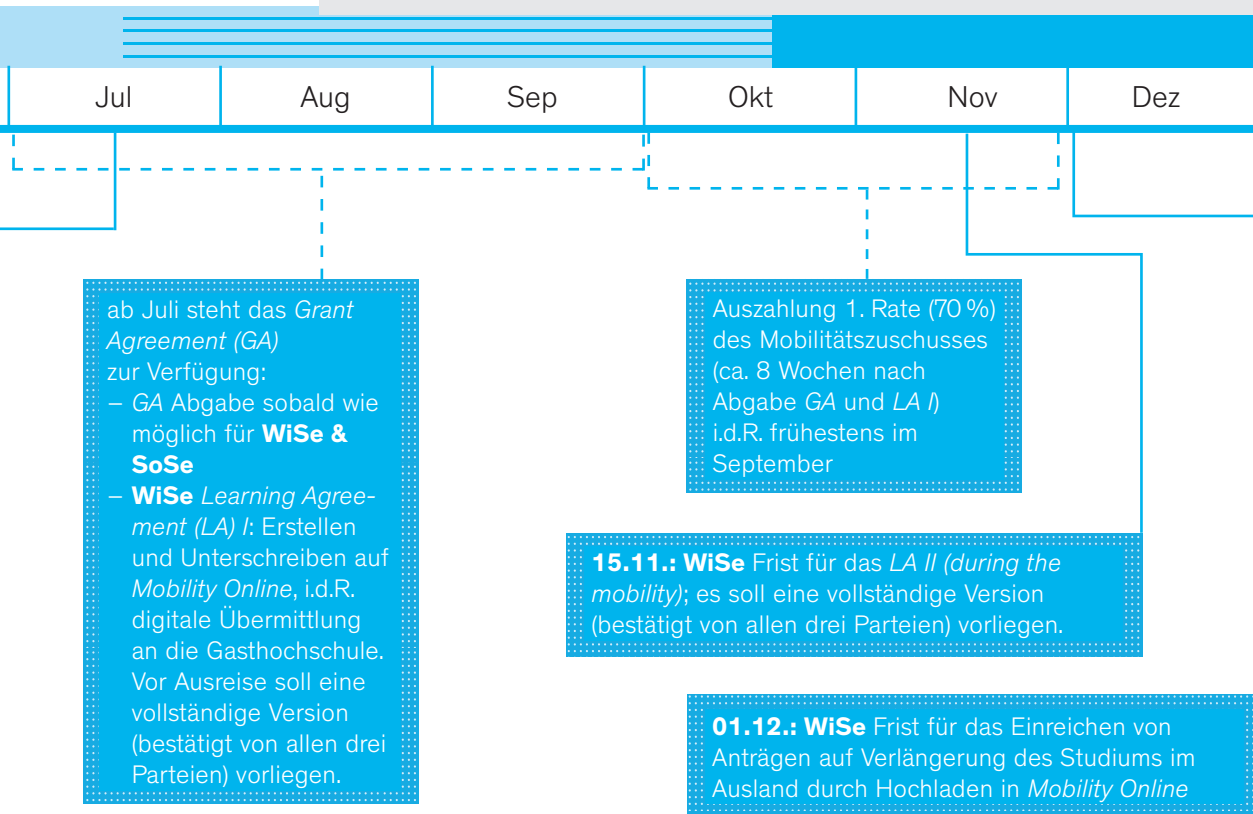 Jul Aug Sep Okt Nov Dez
ab Juli steht das Grant
Agreement (GA)
zur Verfügung:
– GA Abgabe sobald wie
möglich für WiSe &
SoSe
– WiSe Learning Agree-
ment (LA) I: Erstellen
und Unterschreiben auf
Mobility Online, i.d.R.
digitale Übermittlung
an die Gasthochschule.
Vor Ausreise soll eine
vollständige Version
(bestätigt von allen drei
Parteien) vorliegen.
Auszahlung 1. Rate (70 %)
des Mobilitätszuschusses
(ca. 8 Wochen nach
Abgabe GA und LA I)
i.d.R. frühestens im
September
15.11.: WiSe Frist für das LA II (during the
mobility); es soll eine vollständige Version
(bestätigt von allen drei Parteien) vorliegen.
01.12.: WiSe Frist für das Einreichen von
Anträgen auf Verlängerung des Studiums im
Ausland durch Hochladen in Mobility Online